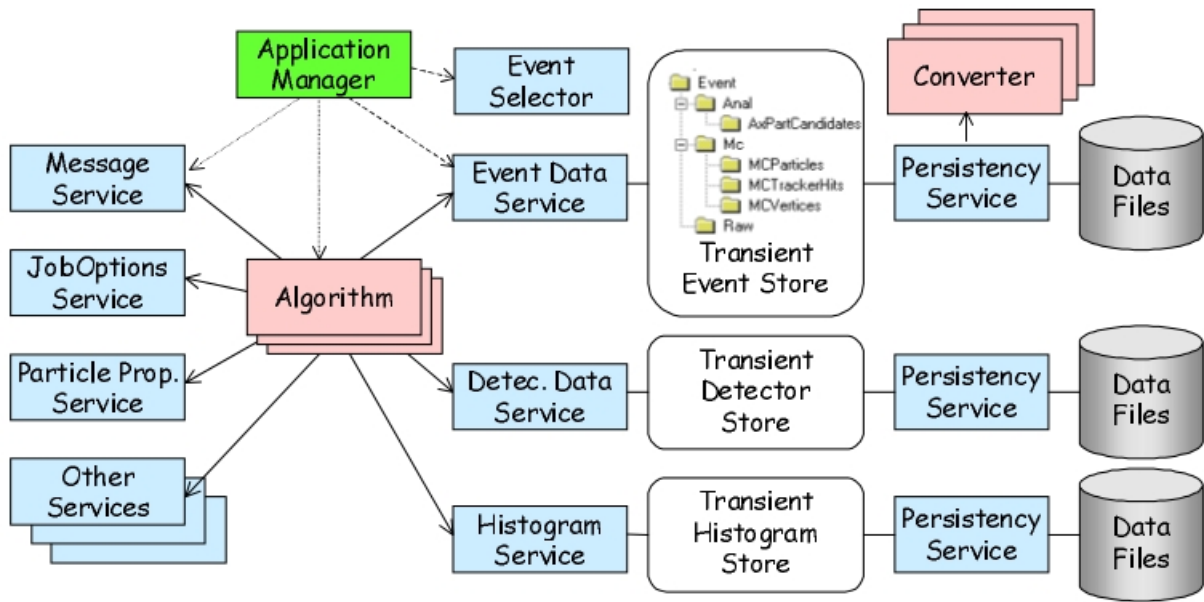 Application
Manager
Event
Selector
Converter
Event
Anal
AxPartCandidates
Mc
MCParticles
MCTrackerHits
MCVertices
Raw
Transient
Event Store
Message
Service
Event Data
Service
Persistency
Service
Data
Files
JobOptions
Service
Algorithm
Particle Prop.
Service
Detec. Data
Service
Transient
Detector
Store
Persistency
Service
Data
Files
Other
Services
Histogram
Service
Transient
Histogram
Store
Persistency
Service
Data
Files